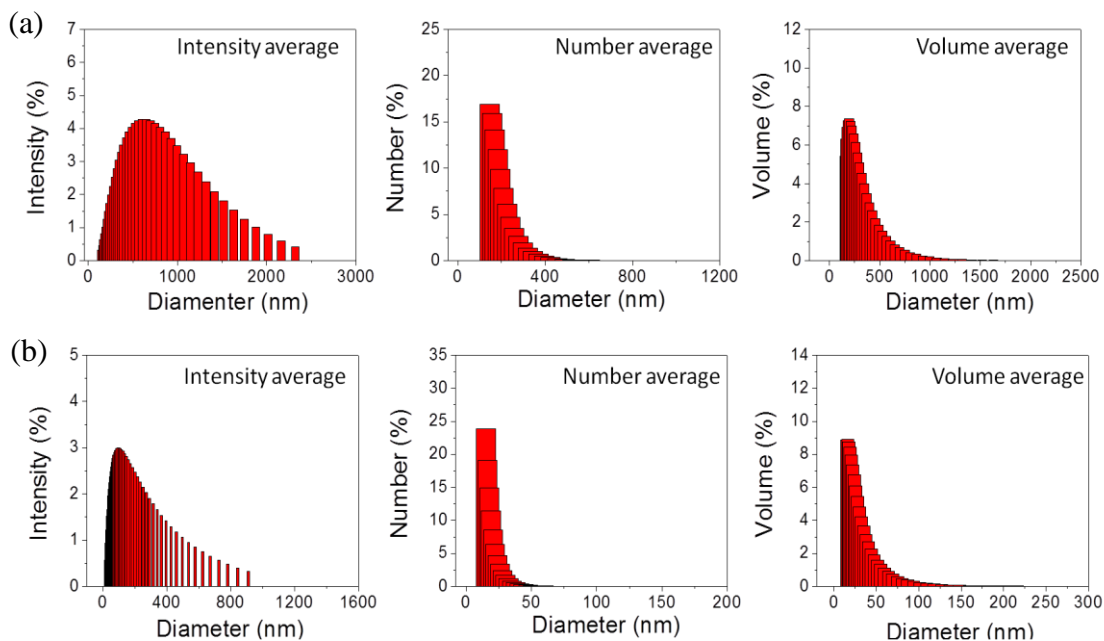 (a)
Intensity average
Intensity (%)
7
6
5
4
3
2
1
0
0 1000 2000 3000
Diamenter (nm)
Number average
Number (%)
25
20
15
10
5
0
0 400 800 1200
Diameter (nm)
Volume average
Volume (%)
12
10
8
6
4
2
0
0 500 1000 1500 2000 2500
Diameter (nm)
(b)
Intensity average
Intensity (%)
5
4
3
2
1
0
0 400 800 1200 1600
Diameter (nm)
Number average
Number (%)
35
30
25
20
15
10
5
0
0 50 100 150 200
Diameter (nm)
Volume average
Volume (%)
14
12
10
8
6
4
2
0
0 50 100 150 200 250 300
Diameter (nm)